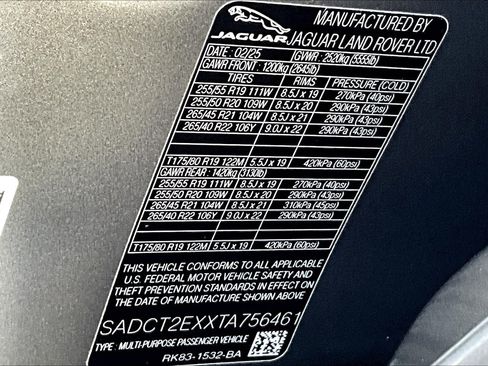 JAGUAR
MANUFACTURED BY
JAGUAR LAND ROVER LTD
DATE : 02/25 GVWR : 2520kg (5555lb)
GAWR FRONT : 1200kg (2645lb)
TIRES RIMS PRESSURE (COLD)
255/55 R19 111W 8.5J x 19 270kPa (40psi)
255/50 R20 109W 8.5J x 20 290kPa (43psi)
265/45 R21 104W 8.5J x 21 290kPa (43psi)
265/40 R22 106Y 9.0J x 22 290kPa (43psi)
T175/80 R19 122M 5.5J x 19 420kPa (60psi)
GAWR REAR : 1420kg (3130lb)
255/55 R19 111W 8.5J x 19 270kPa (40psi)
255/50 R20 109W 8.5J x 20 290kPa (43psi)
265/45 R21 104W 8.5J x 21 310kPa (45psi)
265/40 R22 106Y 9.0J x 22 290kPa (43psi)
T175/80 R19 122M 5.5J x 19 420kPa (60psi)
THIS VEHICLE CONFORMS TO ALL APPLICABLE
U.S. FEDERAL MOTOR VEHICLE SAFETY AND
THEFT PREVENTION STANDARDS IN EFFECT ON
THE DATE OF MANUFACTURE SHOWN ABOVE.
SADCT2EXXTA756461
TYPE : MULTI-PURPOSE PASSENGER VEHICLE
RK83-1532-BA